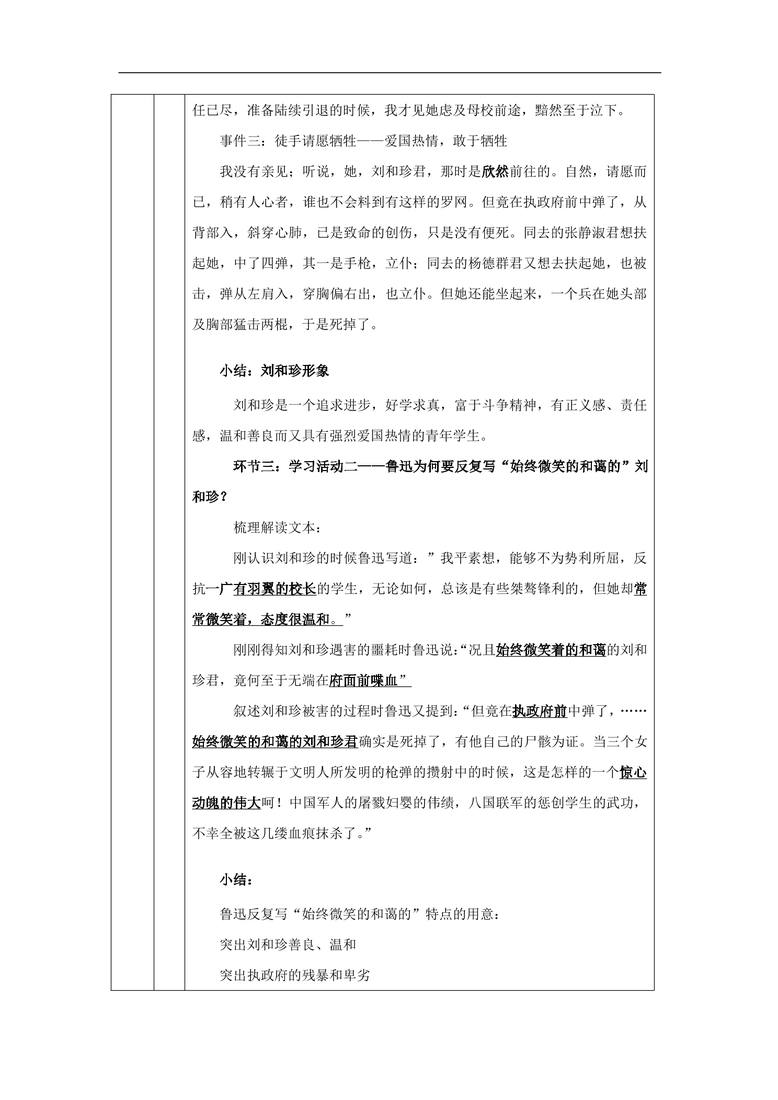 任已尽，准备陆续引退的时候，我才见她虑及母校前途，黯然至于泣下。
事件三：徒手请愿牺牲——爱国热情，敢于牺牲
我没有亲见；听说，她，刘和珍君，那时是欣然前往的。自然，请愿而
已，稍有人心者，谁也不会料到有这样的罗网。但竟在执政府前中弹了，从
背部入，斜穿心肺，已是致命的创伤，只是没有便死。同去的张静淑君想扶
起她，中了四弹，其一是手枪，立仆；同去的杨德群君又想去扶起她，也被
击，弹从左肩入，穿胸偏右出，也立仆。但她还能坐起来，一个兵在她头部
及胸部猛击两棍，于是死掉了。
小结：刘和珍形象
刘和珍是一个追求进步，好学求真，富于斗争精神，有正义感、责任
感，温和善良而又具有强烈爱国热情的青年学生。
环节三：学习活动二——鲁迅为何要反复写“始终微笑的和蔼的”刘
和珍？
梳理解读文本：
刚认识刘和珍的时候鲁迅写道：”我平素想，能够不为势利所屈，反
抗一广有羽翼的校长的学生，无论如何，总该是有些桀骜锋利的，但她却常
常微笑着，态度很温和。”
刚刚得知刘和珍遇害的噩耗时鲁迅说：“况且始终微笑着的和蔼的刘和
珍君，竟何至于无端在府而前喋血”
叙述刘和珍被害的过程时鲁迅又提到：“但竟在执政府前中弹了，……
始终微笑的和蔼的刘和珍君确实是死掉了，有他自己的尸骸为证。当三个女
子从容地转辗于文明人所发明的枪弹的攒射中的时候，这是怎样的一个惊心
动魄的伟大呵！中国军人的屠戮妇婴的伟绩，八国联军的惩创学生的武功，
不幸全被这几缕血痕抹杀了。”
小结：
鲁迅反复写“始终微笑的和蔼的”特点的用意：
突出刘和珍善良、温和
突出执政府的残暴和卑劣